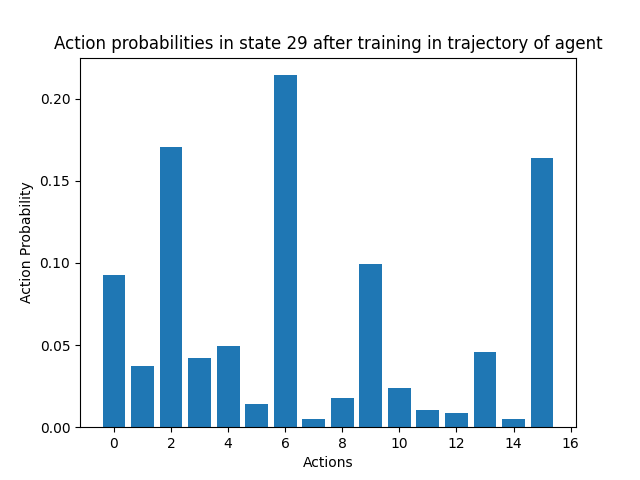 Action probabilities in state 29 after training in trajectory of agent
0.20
0.15
0.10
0.05
0.00
Action Probability
0 2 4 6 8 10 12 14 16
Actions